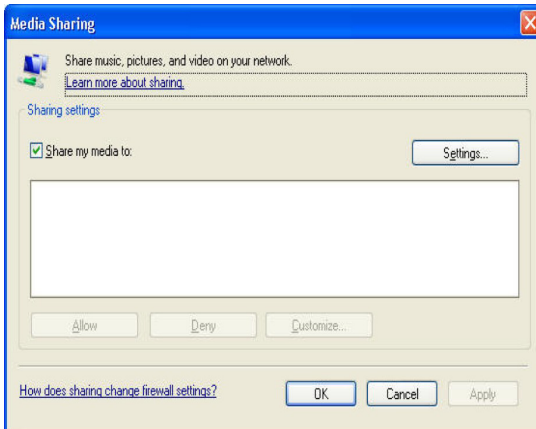 Media Sharing
Share music, pictures, and video on your network.
Learn more about sharing.
Sharing settings
Share my media to:
Settings...
Allow
Deny
Customize...
How does sharing change firewall settings?
OK
Cancel
Apply